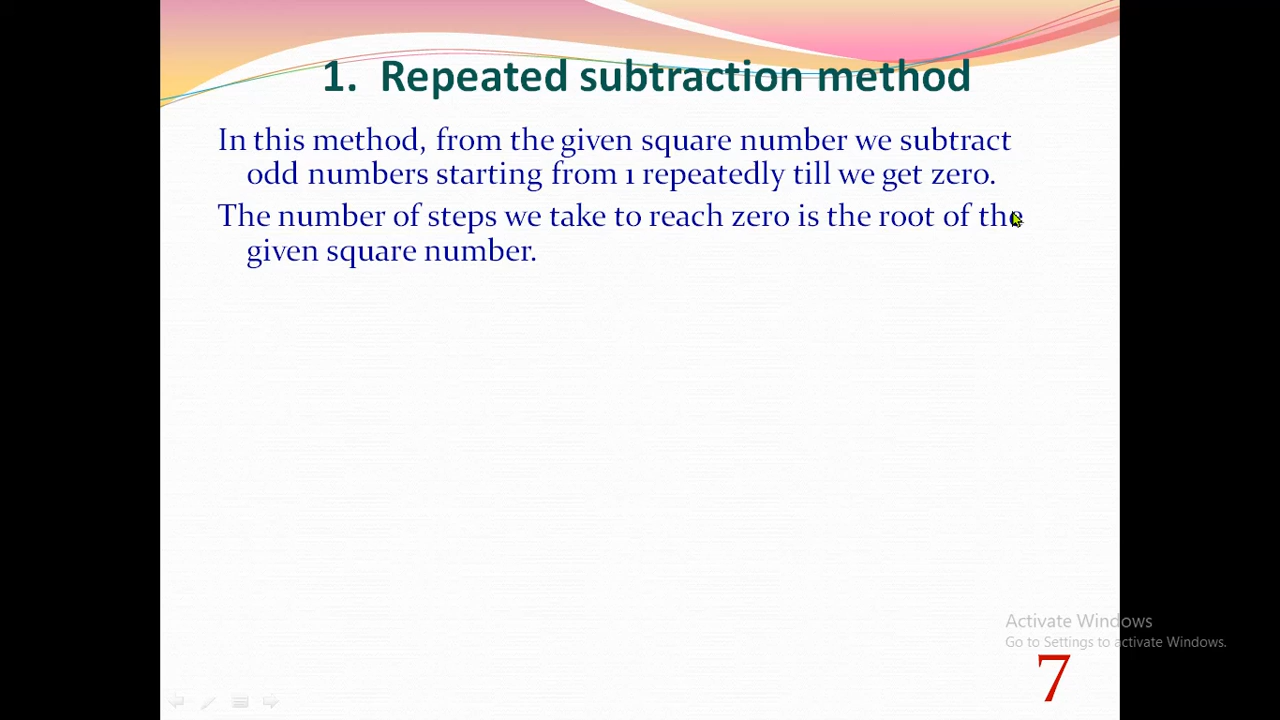 1. Repeated subtraction method
In this method, from the given square number we subtract
odd numbers starting from 1 repeatedly till we get zero.
The number of steps we take to reach zero is the root of the
given square number.
Activate Windows
Go to Settings to activate Windows.
7